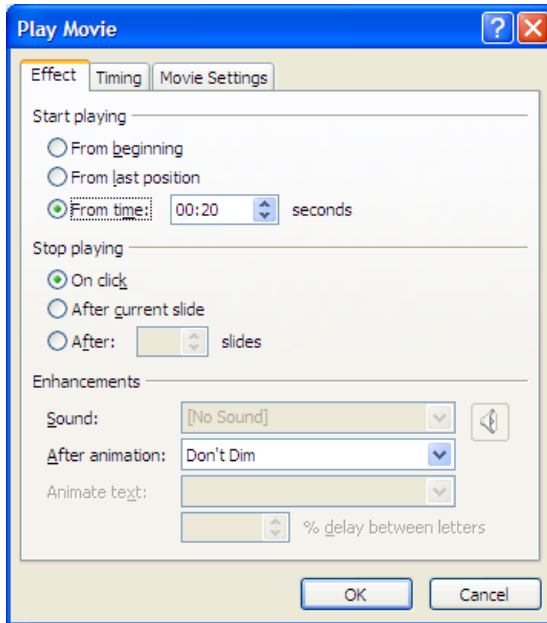 Play Movie
Effect Timing Movie Settings
Start playing
From beginning
From last position
From time: 00:20 seconds
Stop playing
On click
After current slide
After: slides
Enhancements
Sound: [No Sound]
After animation: Don't Dim
Animate text:
% delay between letters
OK Cancel